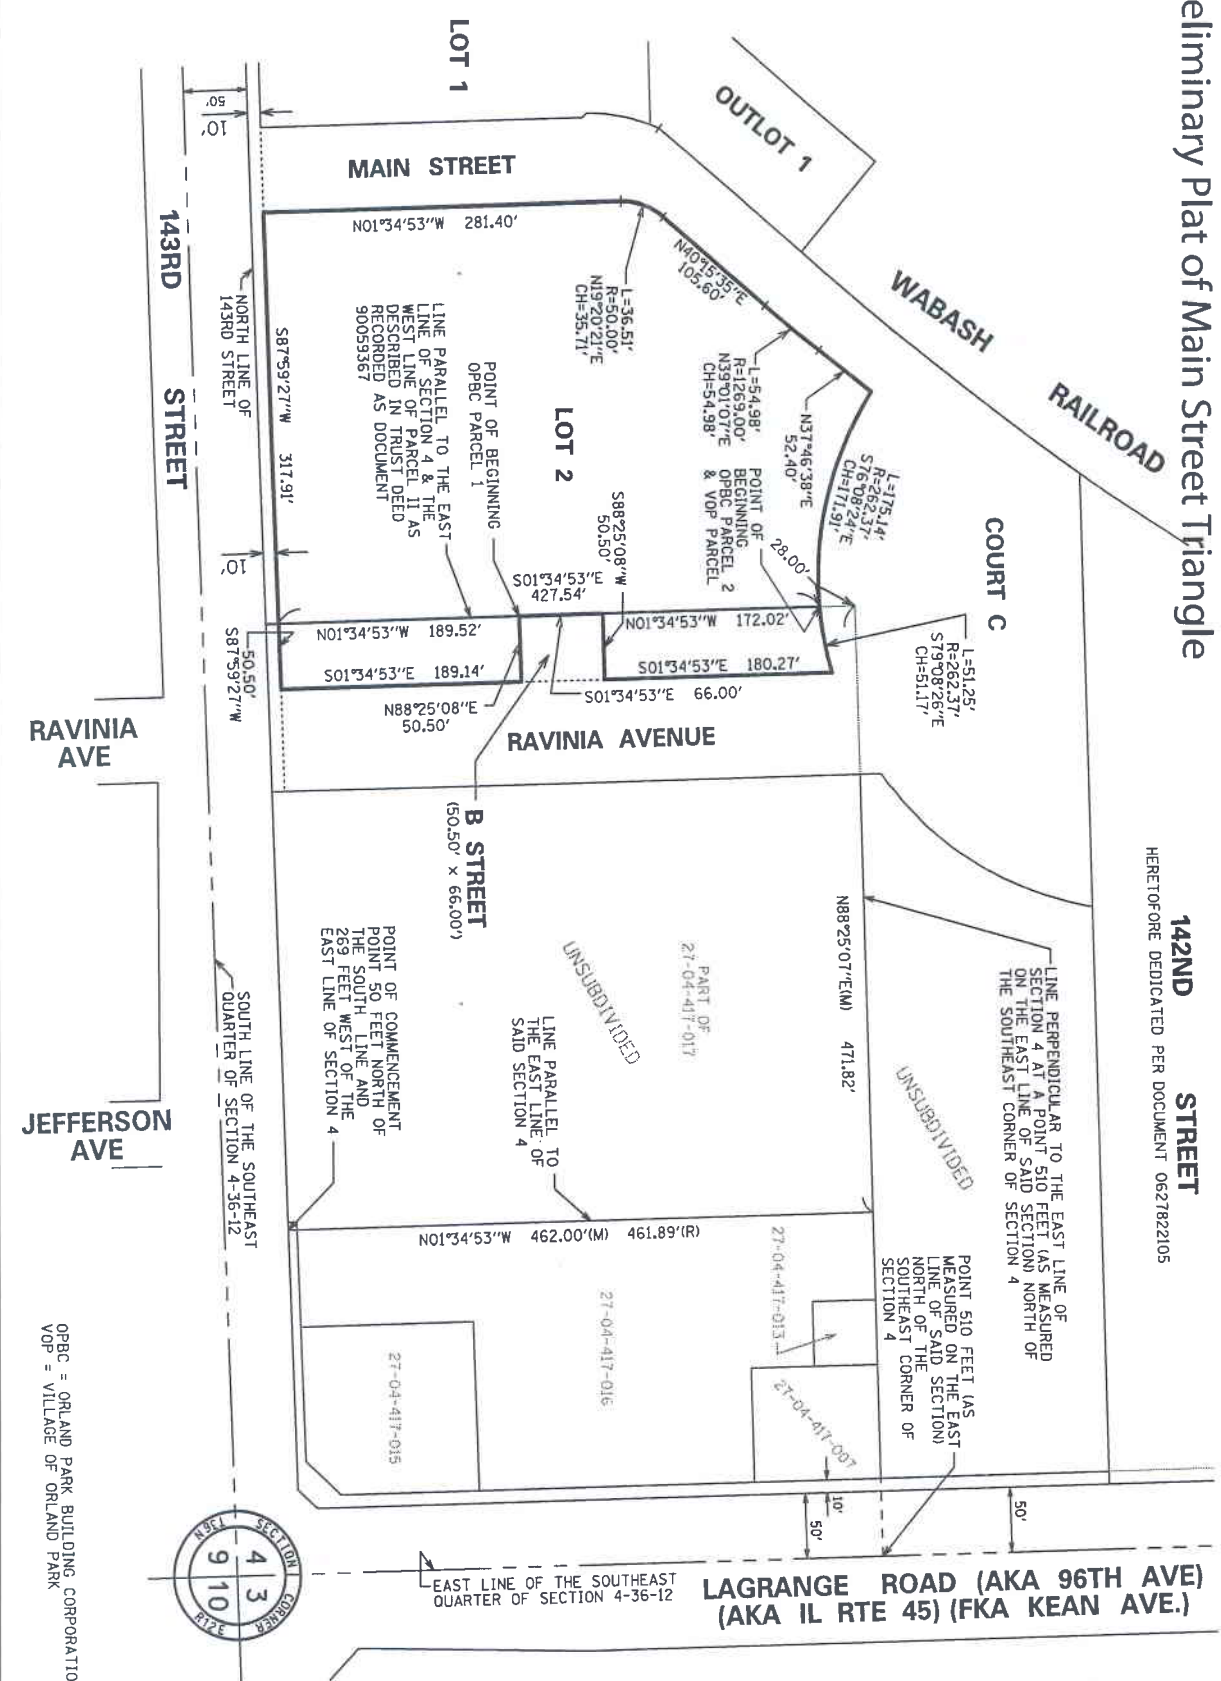 eliminary Plat of Main Street Triangle
142ND STREET
HERETOFORE DEDICATED PER DOCUMENT 0627822105
OUTLOT 1
WABASH RAILROAD
COURT C
LOT 1
MAIN STREET
N01°34'53"W 281.40'
L=36.51'
R=50.00'
N19°20'21"E
CH=35.71'
N40°15'35"E
105.60'
L=54.98'
R=1269.00'
N39°01'07"E
CH=54.98'
N37°46'38"E
52.40'
L=175.14'
R=262.37'
S76°08'24"E
CH=171.91'
28.00'
L=51.25'
R=262.37'
S79°08'26"E
CH=51.17'
POINT OF
BEGINNING
OPBC PARCEL 2
& VOP PARCEL
LOT 2
S88°25'08"W
50.50'
N01°34'53"W 172.02'
S01°34'53"E 180.27'
S01°34'53"E
427.54'
S01°34'53"E 66.00'
POINT OF BEGINNING
OPBC PARCEL 1
LINE PARALLEL TO THE EAST
LINE OF SECTION 4 & THE
WEST LINE OF PARCEL II AS
DESCRIBED IN TRUST DEED
RECORDED AS DOCUMENT
90059367
N01°34'53"W 189.52'
S01°34'53"E 189.14'
N88°25'08"E
50.50'
S87°59'27"W 317.91'
50.50'
S87°59'27"W
10'
50'
10'
NORTH LINE OF
143RD STREET
143RD STREET
RAVINIA
AVE
RAVINIA AVENUE
B STREET
(50.50' x 66.00')
N88°25'07"E(M) 471.82'
LINE PERPENDICULAR TO THE EAST LINE OF
SECTION 4 AT A POINT 510 FEET (AS MEASURED
ON THE EAST LINE OF SAID SECTION) NORTH OF
THE SOUTHEAST CORNER OF SECTION 4
UNSUBDIVIDED
PART OF
27-04-417-017
UNSUBDIVIDED
LINE PARALLEL TO
THE EAST LINE OF
SAID SECTION 4
POINT OF COMMENCEMENT
POINT 50 FEET NORTH OF
THE SOUTH LINE AND
269 FEET WEST OF THE
EAST LINE OF SECTION 4
SOUTH LINE OF THE SOUTHEAST
QUARTER OF SECTION 4-36-12
JEFFERSON
AVE
N01°34'53"W 462.00'(M) 461.89'(R)
POINT 510 FEET (AS
MEASURED ON THE EAST
LINE OF SAID SECTION)
NORTH OF THE
SOUTHEAST CORNER OF
SECTION 4
27-04-417-013
27-04-417-007
27-04-417-016
27-04-417-015
10'
50'
50'
EAST LINE OF THE SOUTHEAST
QUARTER OF SECTION 4-36-12
LAGRANGE ROAD (AKA 96TH AVE)
(AKA IL RTE 45) (FKA KEAN AVE.)
SECTION CORNER
T36N R12E
4 3
9 10
OPBC = ORLAND PARK BUILDING CORPORATIO
VOP = VILLAGE OF ORLAND PARK